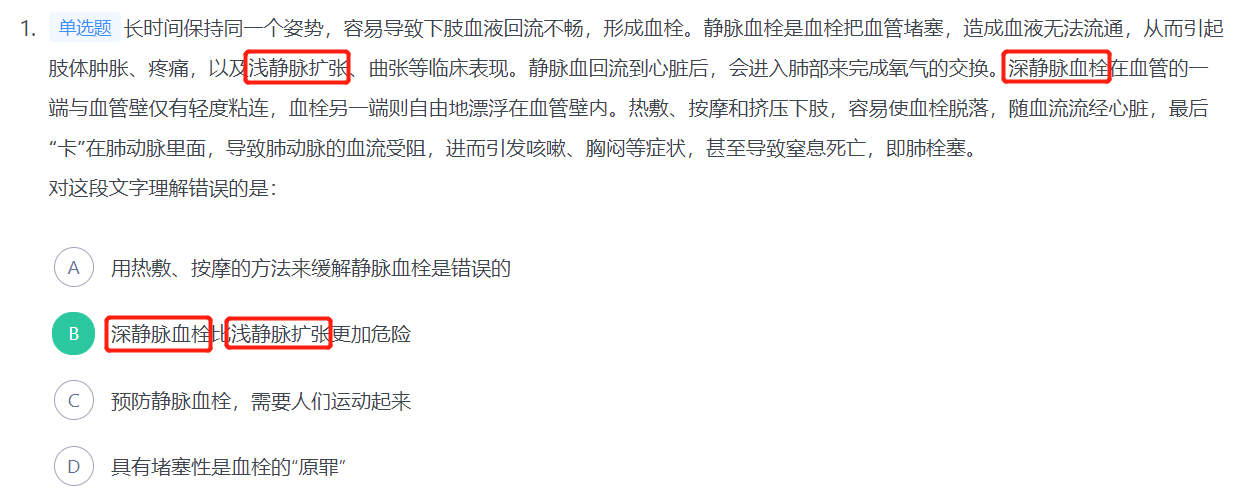 1. 单选题 长时间保持同一个姿势，容易导致下肢血液回流不畅，形成血栓。静脉血栓是血栓把血管堵塞，造成血液无法流通，从而引起
肢体肿胀、疼痛，以及浅静脉扩张、曲张等临床表现。静脉血回流到心脏后，会进入肺部来完成氧气的交换。深静脉血栓在血管的一
端与血管壁仅有轻度粘连，血栓另一端则自由地漂浮在血管壁内。热敷、按摩和挤压下肢，容易使血栓脱落，随血流流经心脏，最后
“卡”在肺动脉里面，导致肺动脉的血流受阻，进而引发咳嗽、胸闷等症状，甚至导致窒息死亡，即肺栓塞。
对这段文字理解错误的是：
A 用热敷、按摩的方法来缓解静脉血栓是错误的
B 深静脉血栓比浅静脉扩张更加危险
C 预防静脉血栓，需要人们运动起来
D 具有堵塞性是血栓的“原罪”